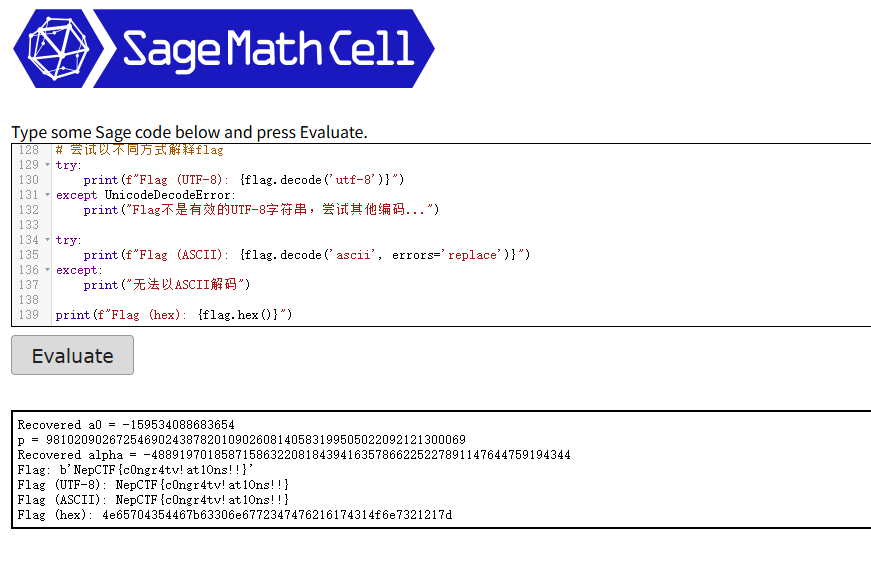 SageMathCell
Type some Sage code below and press Evaluate.
128 # 尝试以不同方式解释flag
129 try:
130     print(f"Flag (UTF-8): {flag.decode('utf-8')}")
131 except UnicodeDecodeError:
132     print("Flag不是有效的UTF-8字符串，尝试其他编码...")
133
134 try:
135     print(f"Flag (ASCII): {flag.decode('ascii', errors='replace')}")
136 except:
137     print("无法以ASCII解码")
138
139 print(f"Flag (hex): {flag.hex()}")
Evaluate
Recovered a0 = -159534088683654
p = 98102090267254690243878201090260814058319950502209212130 0069
Recovered alpha = -4889197018587158632208184394163578662252278911476447591943 44
Flag: b'NepCTF{c0ngr4tv!at10ns!!}'
Flag (UTF-8): NepCTF{c0ngr4tv!at10ns!!}
Flag (ASCII): NepCTF{c0ngr4tv!at10ns!!}
Flag (hex): 4e65704354467b63306e6772347476216174314f6e7321217d